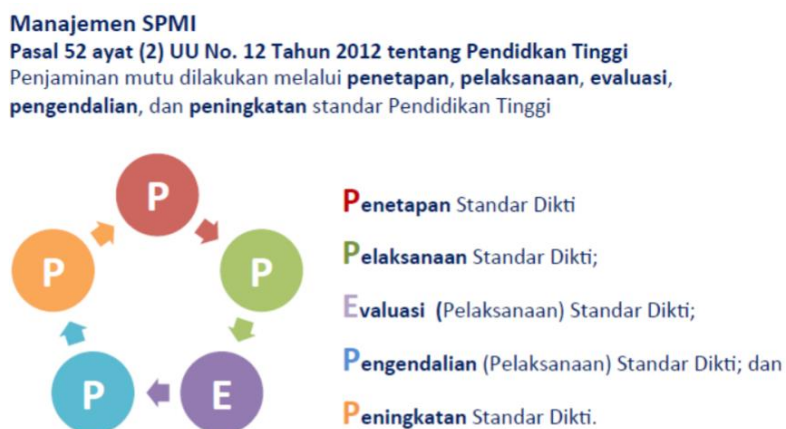 Manajemen SPMI
Pasal 52 ayat (2) UU No. 12 Tahun 2012 tentang Pendidkan Tinggi
Penjaminan mutu dilakukan melalui penetapan, pelaksanaan, evaluasi,
pengendalian, dan peningkatan standar Pendidikan Tinggi
P
P
E
P
P
Penetapan Standar Dikti
Pelaksanaan Standar Dikti;
Evaluasi (Pelaksanaan) Standar Dikti;
Pengendalian (Pelaksanaan) Standar Dikti; dan
Peningkatan Standar Dikti.